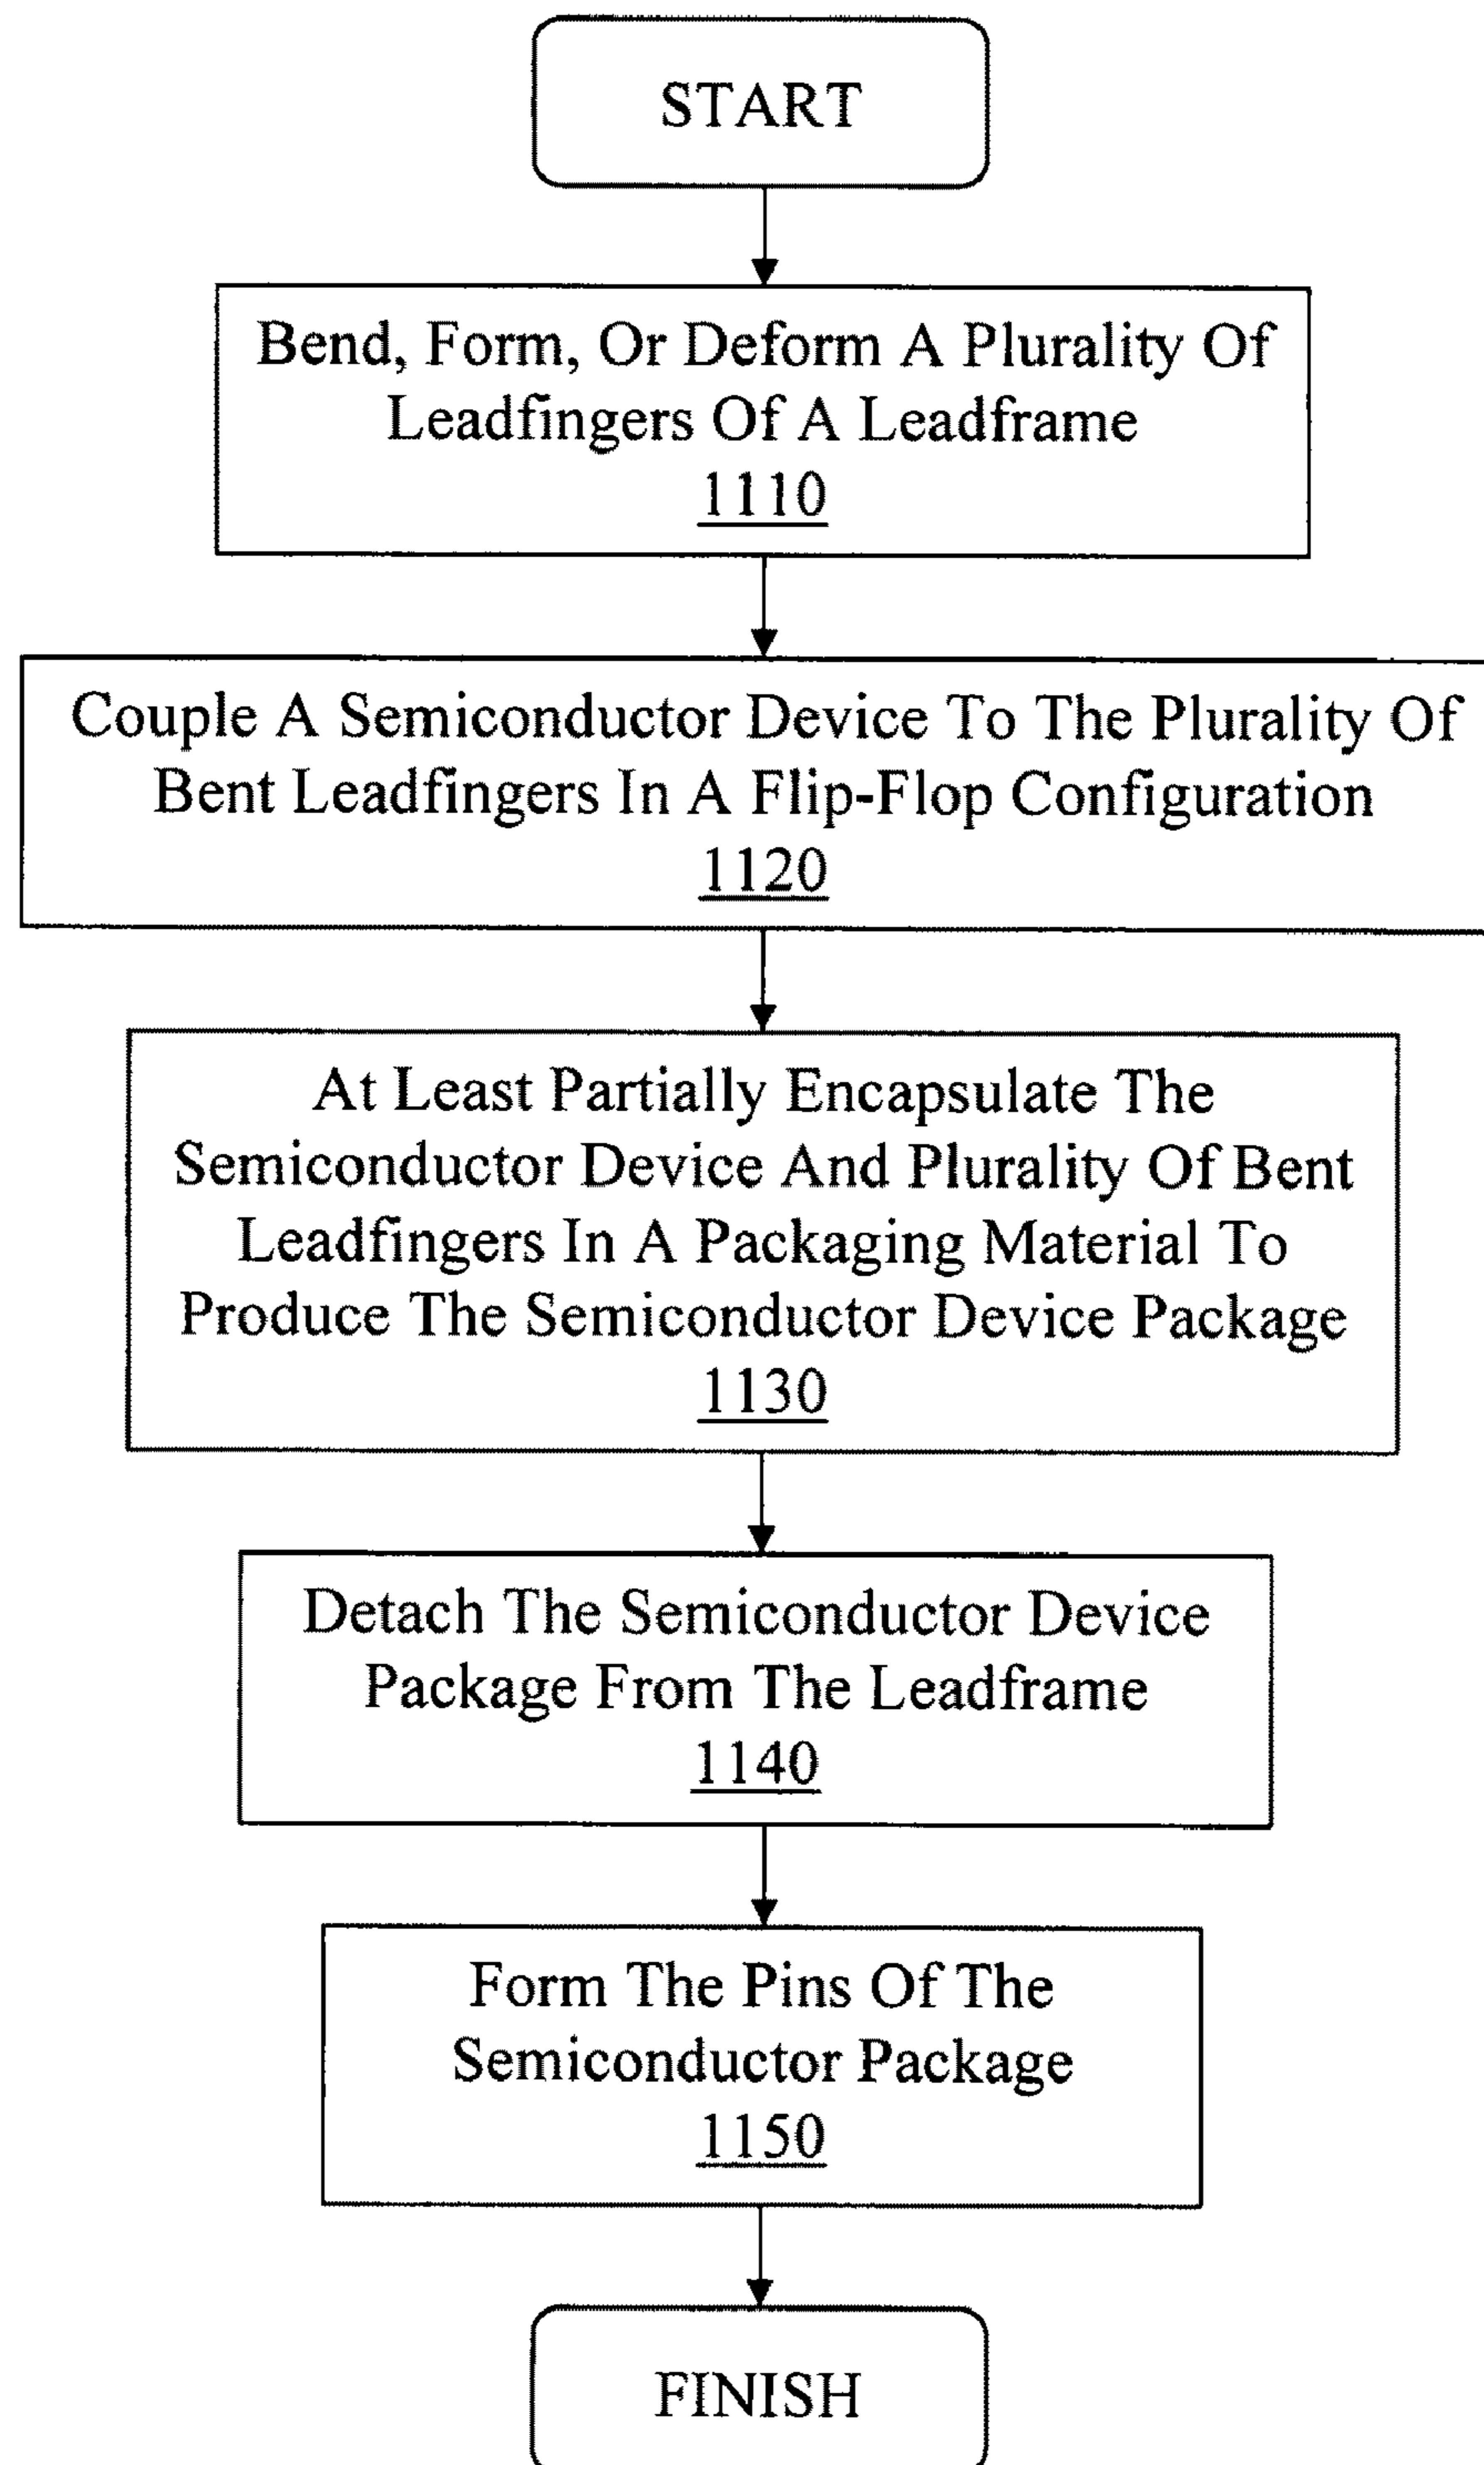 START
Bend, Form, Or Deform A Plurality Of
Leadfingers Of A Leadframe
1110
Couple A Semiconductor Device To The Plurality Of
Bent Leadfingers In A Flip-Flop Configuration
1120
At Least Partially Encapsulate The
Semiconductor Device And Plurality Of Bent
Leadfingers In A Packaging Material To
Produce The Semiconductor Device Package
1130
Detach The Semiconductor Device
Package From The Leadframe
1140
Form The Pins Of The
Semiconductor Package
1150
FINISH